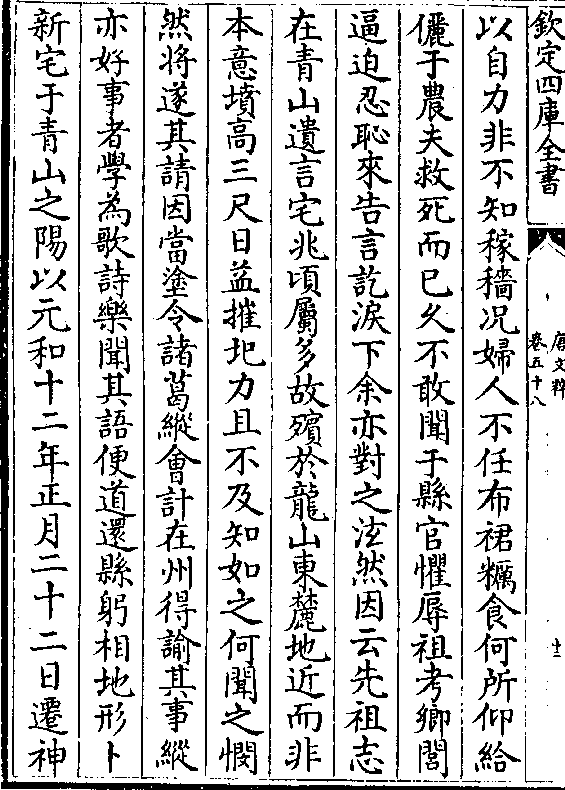 欽定四庫全書
唐文粹
卷五十八
十三
以自力非不知稼穡况婦人不任布裙糲食何所仰給
儷于農夫救死而已久不敢聞于縣官懼辱祖考鄉閭
逼迫忍恥來告言訖淚下余亦對之泫然因云先祖志
在青山遺言宅兆頃屬多故殯於龍山東麓地近而非
本意墳高三尺日益摧圮力且不及知如之何聞之憫
然将遂其請因當塗令諸葛縱會計在州得諭其事縱
亦好事者學為歌詩樂聞其語便道還縣躬相地形卜
新宅于青山之陽以元和十二年正月二十二日遷神